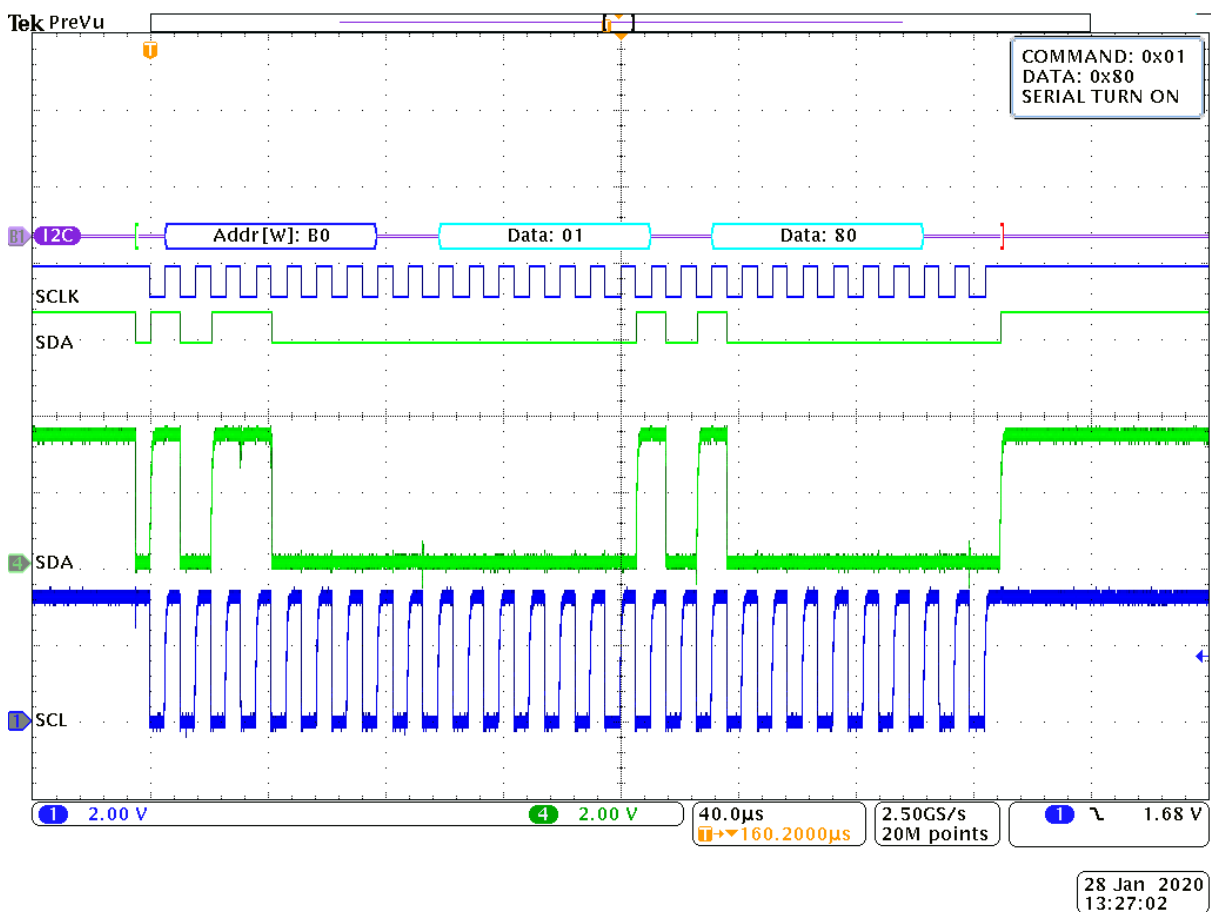 Tek PreVu
T
COMMAND: 0x01
DATA: 0x80
SERIAL TURN ON
B1 I2C Addr[W]: B0 Data: 01 Data: 80
SCLK
SDA
4 SDA
1 SCL
1 2.00 V 4 2.00 V 40.0µs 2.50GS/s 1 1.68 V
T→▼160.2000µs 20M points
28 Jan 2020
13:27:02